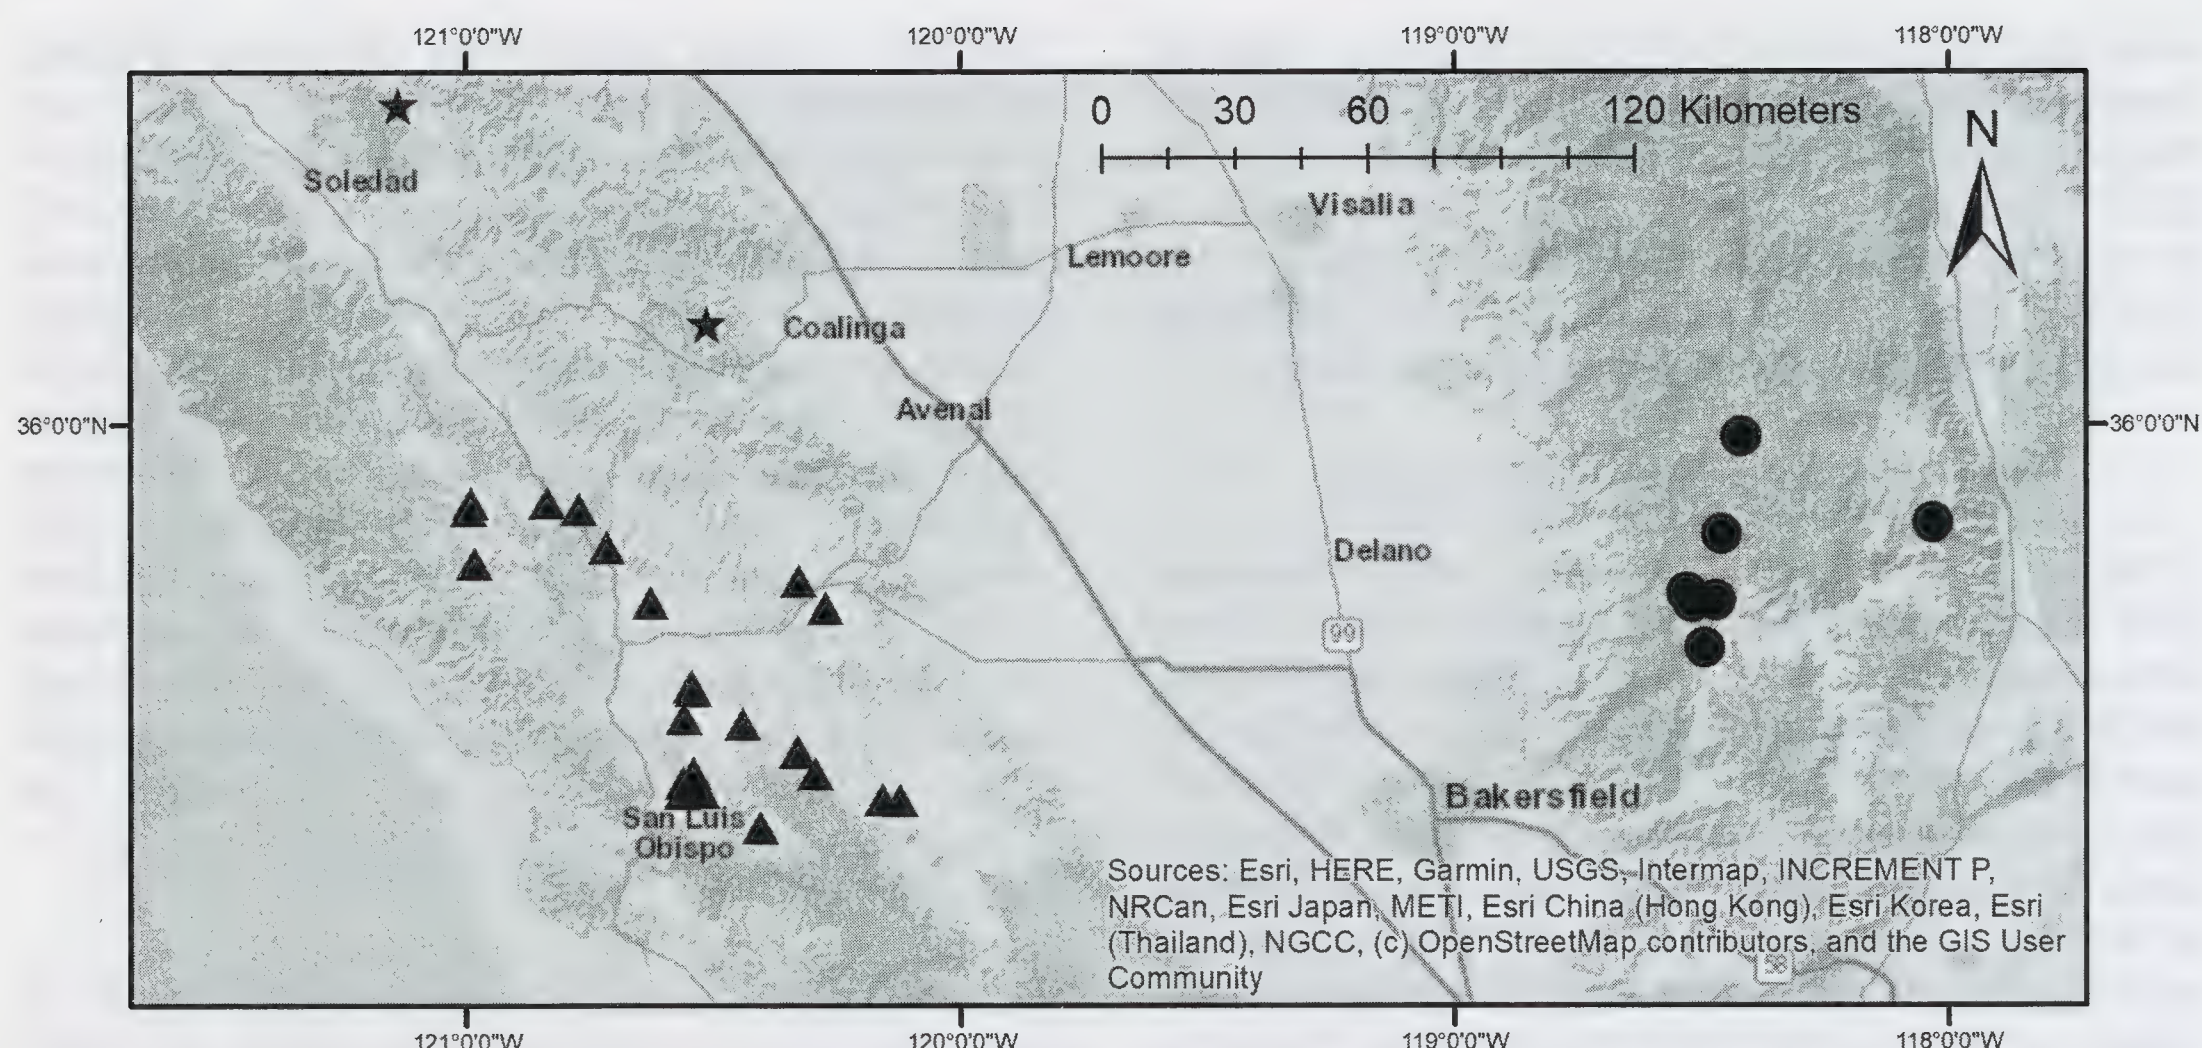 121°0'0"W 120°0'0"W 119°0'0"W 118°0'0"W
0 30 60 120 Kilometers
N
Soledad
Visalia
Lemoore
Coalinga
Avenal
36°0'0"N 36°0'0"N
Delano
99
Bakersfield
San Luis
Obispo
Sources: Esri, HERE, Garmin, USGS, Intermap, INCREMENT P,
NRCan, Esri Japan, METI, Esri China (Hong Kong), Esri Korea, Esri
(Thailand), NGCC, (c) OpenStreetMap contributors, and the GIS User
Community
58
121°0'0"W 120°0'0"W 119°0'0"W 118°0'0"W